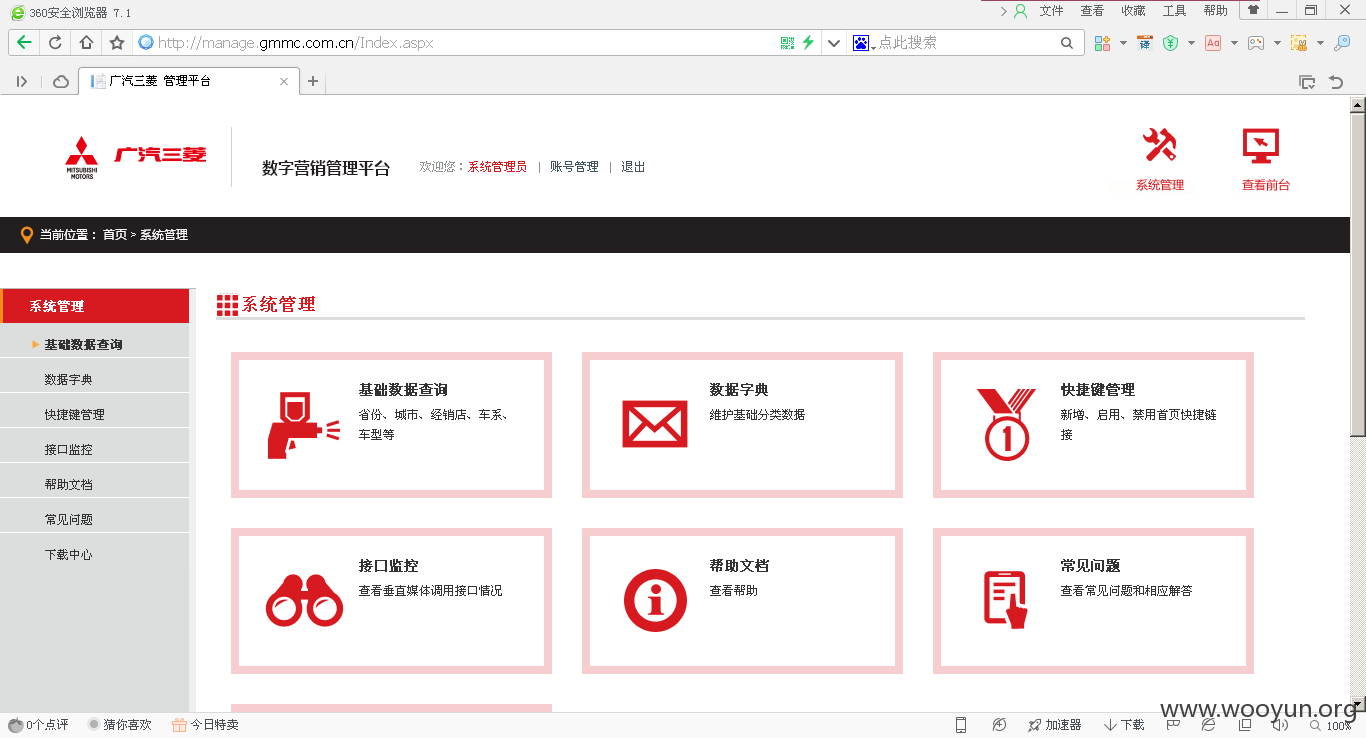 360安全浏览器 7.1
文件 查看 收藏 工具 帮助
http://manage.gmmc.com.cn/Index.aspx
点此搜索
广汽三菱 管理平台
MITSUBISHI MOTORS
广汽三菱
数字营销管理平台
欢迎您：系统管理员 | 账号管理 | 退出
系统管理
查看前台
当前位置： 首页 > 系统管理
系统管理
基础数据查询
数据字典
快捷键管理
接口监控
帮助文档
常见问题
下载中心
系统管理
基础数据查询
省份、城市、经销店、车系、
车型等
数据字典
维护基础分类数据
快捷键管理
新增、启用、禁用首页快捷链
接
接口监控
查看垂直媒体调用接口情况
帮助文档
查看帮助
常见问题
查看常见问题和相应解答
www.wooyun.org
0个点评 猜你喜欢 今日特卖
加速器 下载 100%